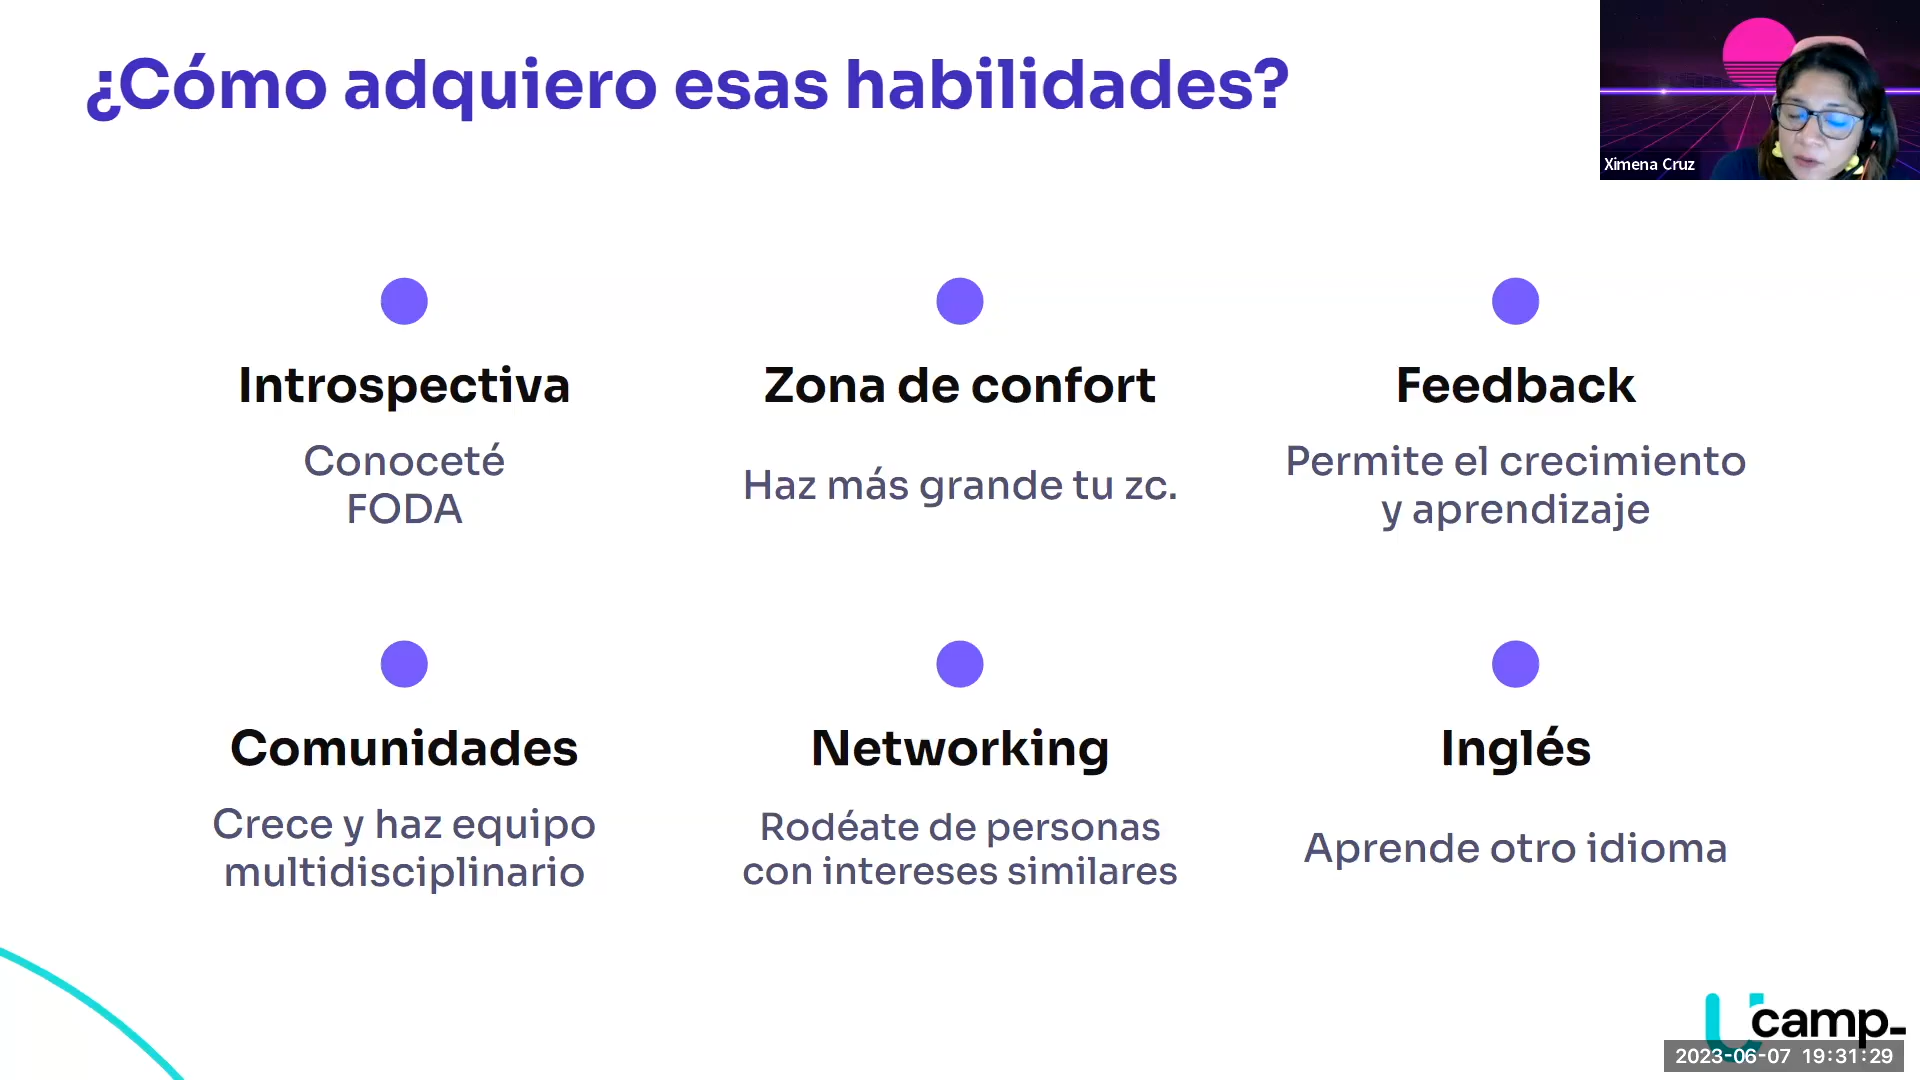 ¿Cómo adquiero esas habilidades?
Ximena Cruz
Introspectiva
Conoceté
FODA
Zona de confort
Haz más grande tu zc.
Feedback
Permite el crecimiento
y aprendizaje
Comunidades
Crece y haz equipo
multidisciplinario
Networking
Rodéate de personas
con intereses similares
Inglés
Aprende otro idioma
Ucamp_
2023-06-07 19:31:29